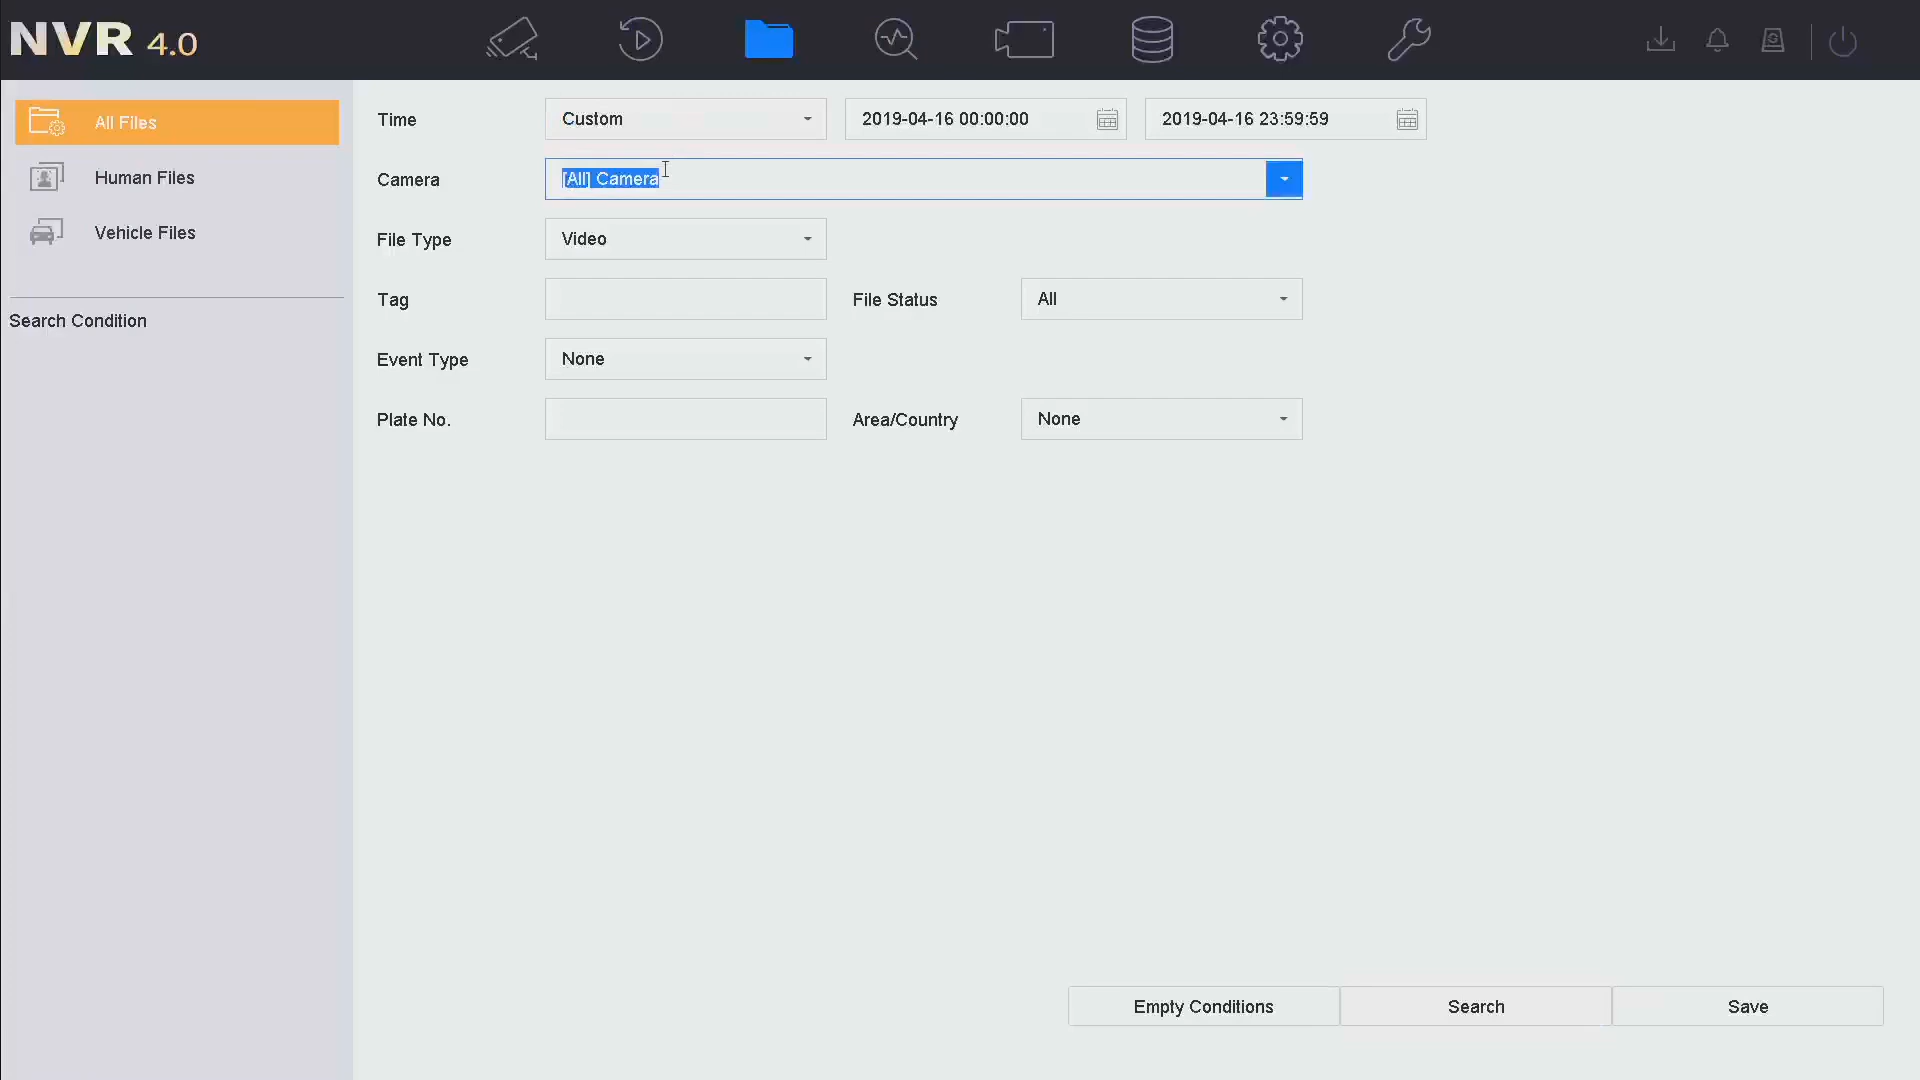 NVR 4.0
All Files
Human Files
Vehicle Files
Search Condition
Time Custom 2019-04-16 00:00:00 2019-04-16 23:59:59
Camera [All] Camera
File Type Video
Tag File Status All
Event Type None
Plate No. Area/Country None
Empty Conditions Search Save